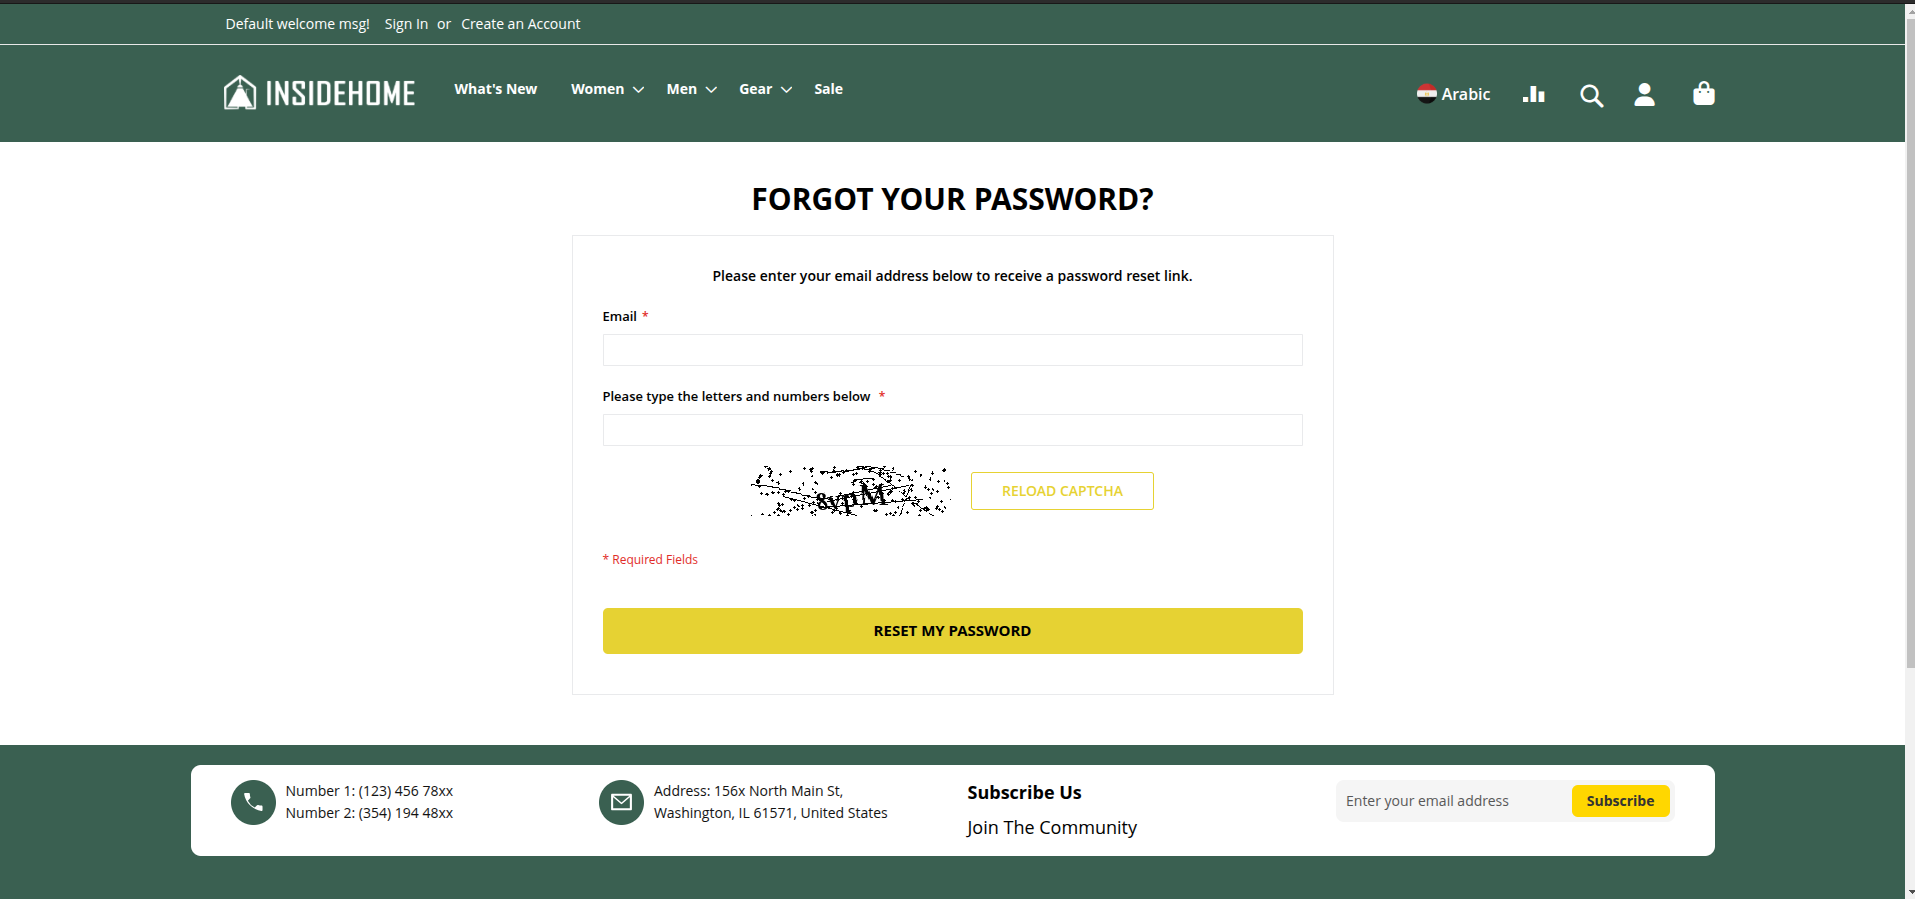 Default welcome msg! Sign In or Create an Account
INSIDEHOME What's New Women Men Gear Sale Arabic
FORGOT YOUR PASSWORD?
Please enter your email address below to receive a password reset link.
Email *
Please type the letters and numbers below *
RELOAD CAPTCHA
* Required Fields
RESET MY PASSWORD
Number 1: (123) 456 78xx
Number 2: (354) 194 48xx
Address: 156x North Main St,
Washington, IL 61571, United States
Subscribe Us
Join The Community
Enter your email address Subscribe